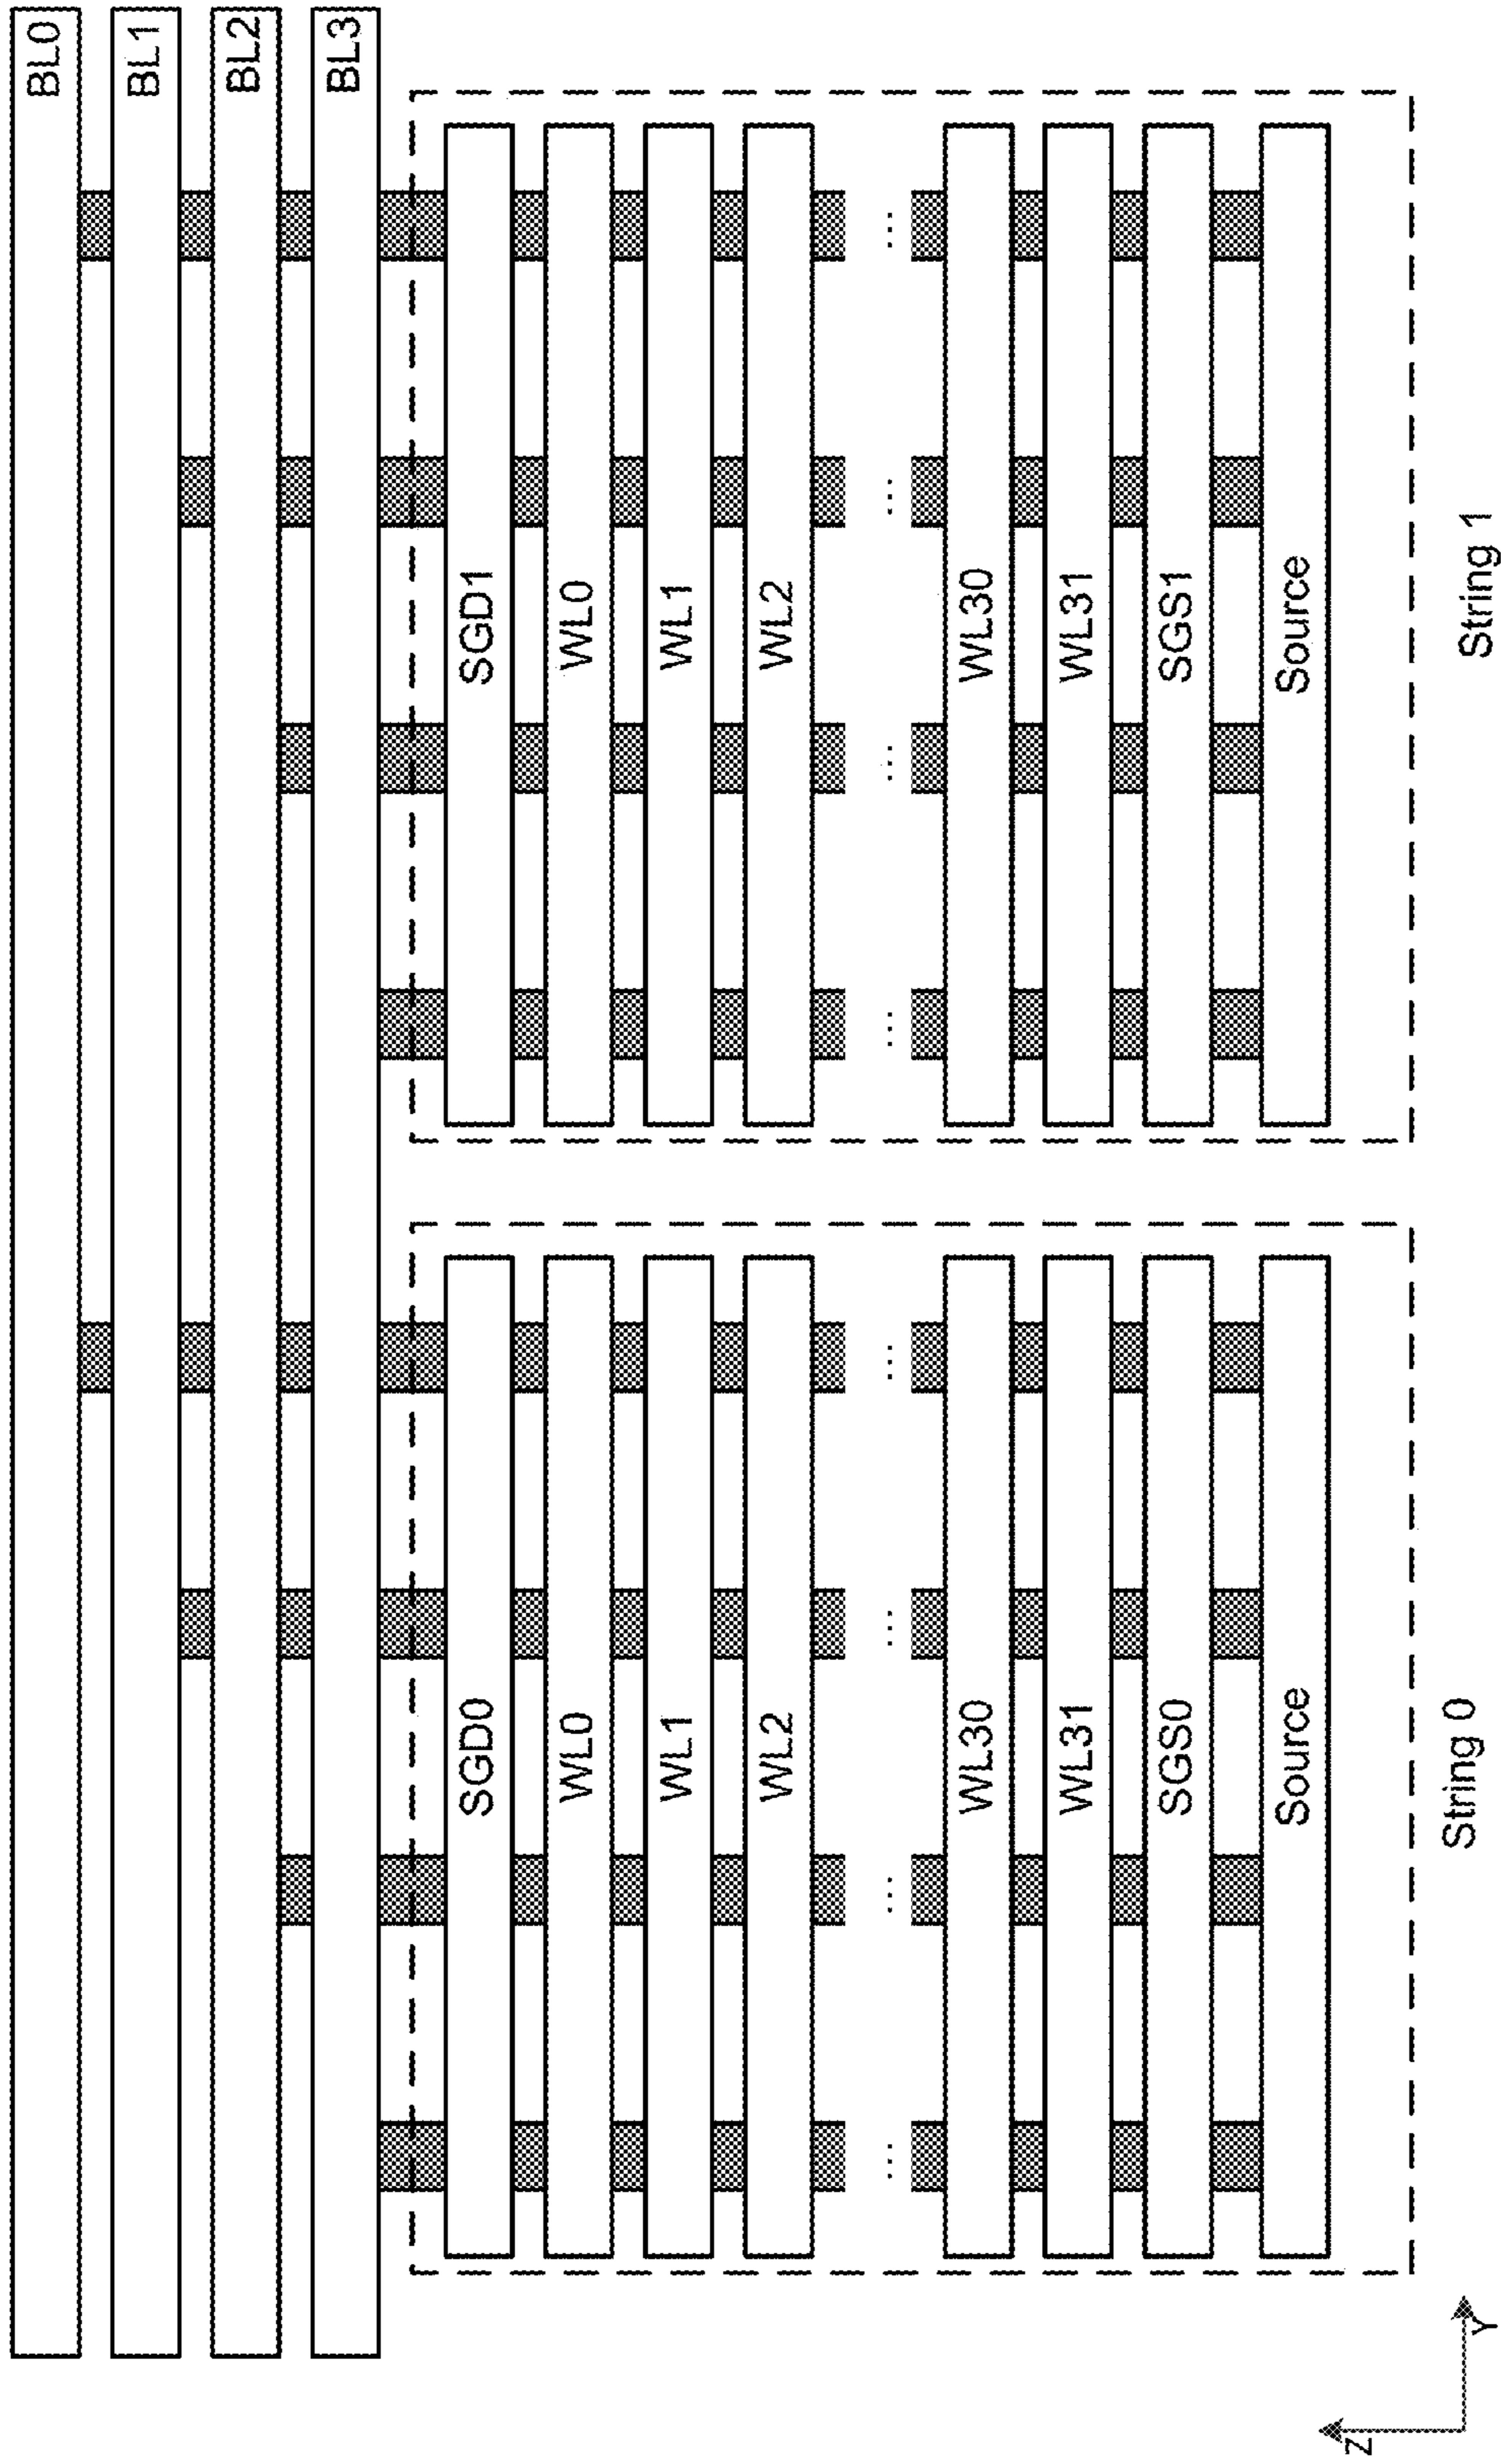 BL0
BL1
BL2
BL3
SGD0
WL0
WL1
WL2
... ... ... ...
WL30
WL31
SGS0
Source
String 0
SGD1
WL0
WL1
WL2
... ... ... ...
WL30
WL31
SGS1
Source
String 1
Z
Y